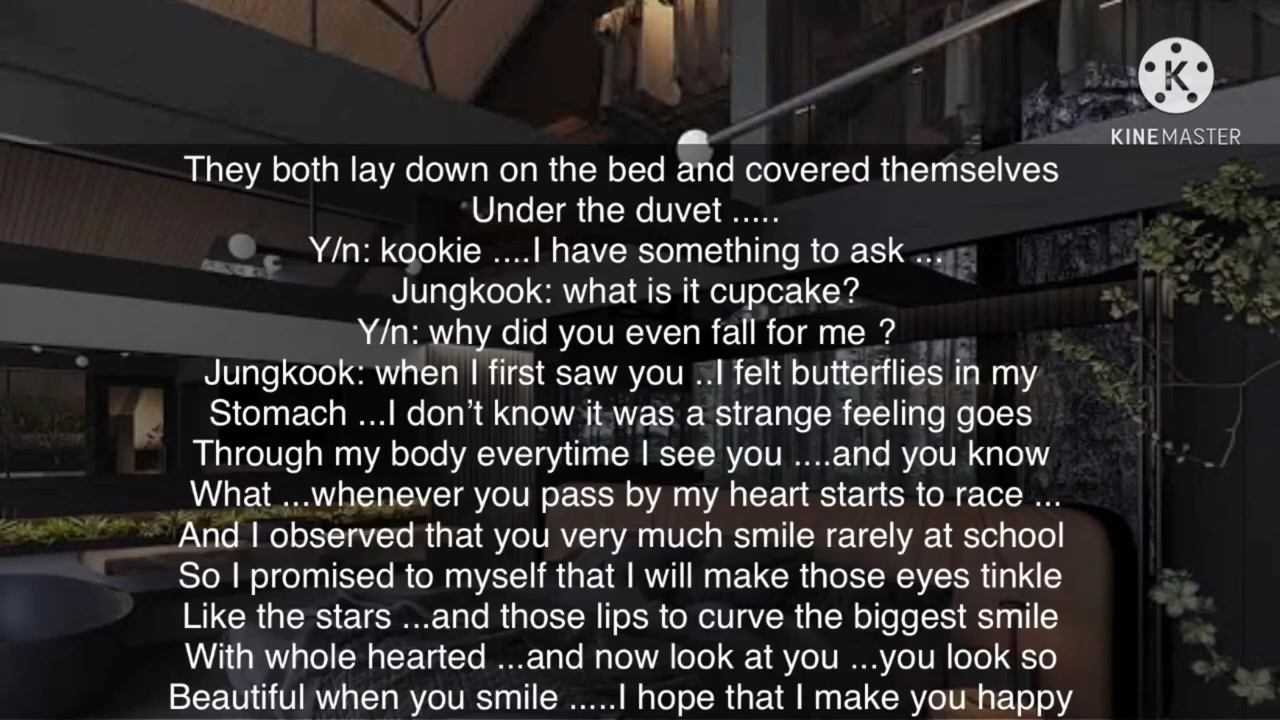 K
KINEMASTER
They both lay down on the bed and covered themselves
Under the duvet .....
Y/n: kookie ....I have something to ask ...
Jungkook: what is it cupcake?
Y/n: why did you even fall for me ?
Jungkook: when I first saw you ..I felt butterflies in my
Stomach ...I don’t know it was a strange feeling goes
Through my body everytime I see you ....and you know
What ...whenever you pass by my heart starts to race ...
And I observed that you very much smile rarely at school
So I promised to myself that I will make those eyes tinkle
Like the stars ...and those lips to curve the biggest smile
With whole hearted ...and now look at you ...you look so
Beautiful when you smile .....I hope that I make you happy